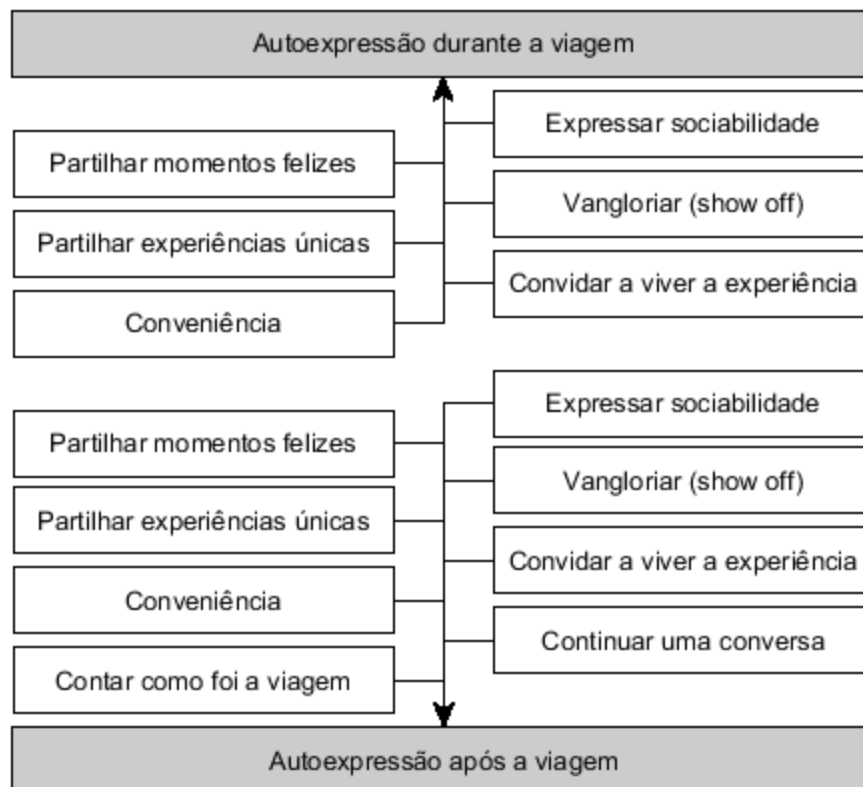 Autoexpressão durante a viagem
Expressar sociabilidade
Partilhar momentos felizes
Vangloriar (show off)
Partilhar experiências únicas
Convidar a viver a experiência
Conveniência
Expressar sociabilidade
Partilhar momentos felizes
Vangloriar (show off)
Partilhar experiências únicas
Convidar a viver a experiência
Conveniência
Continuar uma conversa
Contar como foi a viagem
Autoexpressão após a viagem